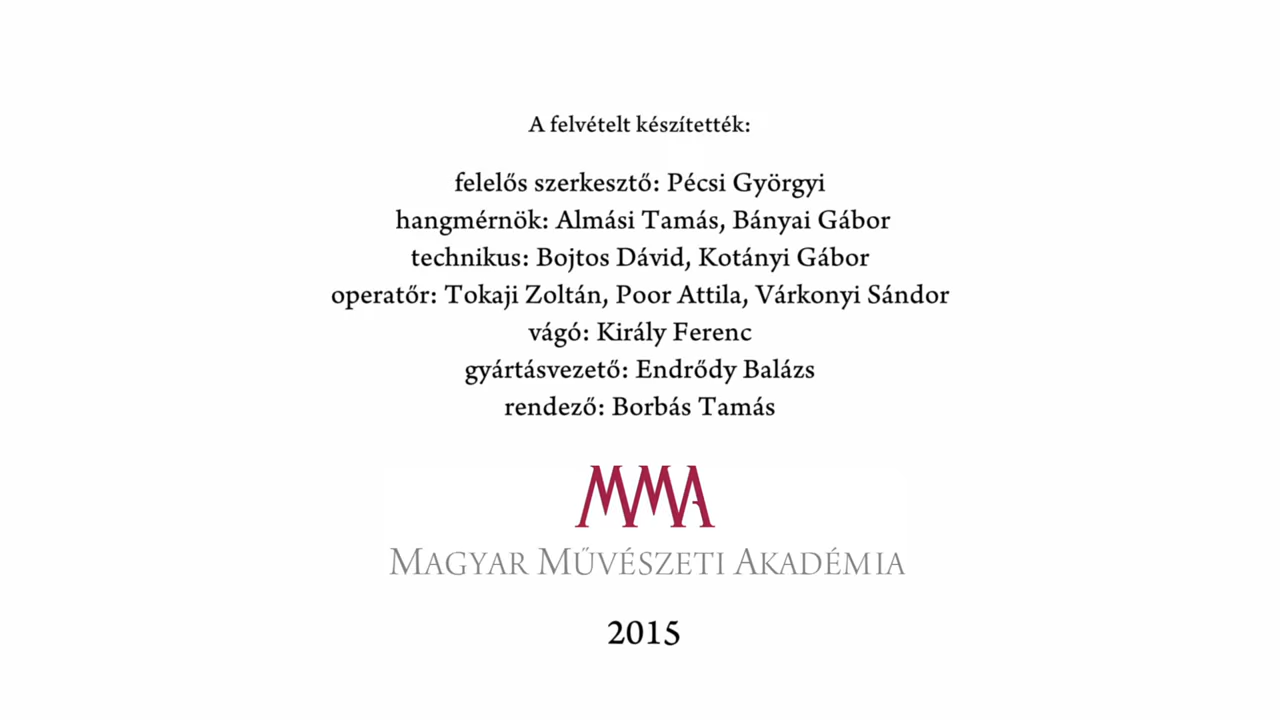 A felvételt készítették:
felelős szerkesztő: Pécsi Györgyi
hangmérnök: Almási Tamás, Bányai Gábor
technikus: Bojtos Dávid, Kotányi Gábor
operatőr: Tokaji Zoltán, Poor Attila, Várkonyi Sándor
vágó: Király Ferenc
gyártásvezető: Endrődy Balázs
rendező: Borbás Tamás
MMA
MAGYAR MŰVÉSZETI AKADÉMIA
2015